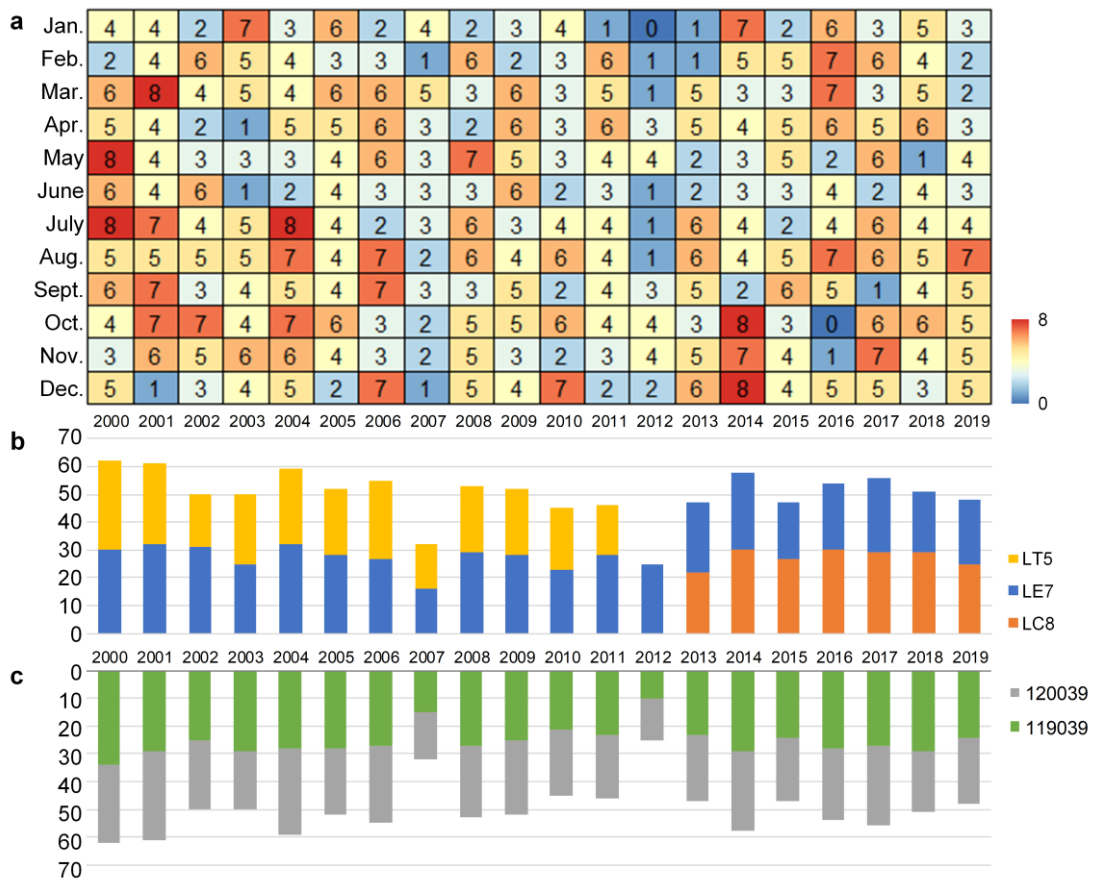 a
Jan. 4 4 2 7 3 6 2 4 2 3 4 1 0 1 7 2 6 3 5 3
Feb. 2 4 6 5 4 3 3 1 6 2 3 6 1 1 5 5 7 6 4 2
Mar. 6 8 4 5 4 6 6 5 3 6 3 5 1 5 3 3 7 3 5 2
Apr. 5 4 2 1 5 5 6 3 2 6 3 6 3 5 4 5 6 5 6 3
May 8 4 3 3 3 4 6 3 7 5 3 4 4 2 3 5 2 6 1 4
June 6 4 6 1 2 4 3 3 3 6 2 3 1 2 3 3 4 2 4 3
July 8 7 4 5 8 4 2 3 6 3 4 4 1 6 4 2 4 6 4 4
Aug. 5 5 5 5 7 4 7 2 6 4 6 4 1 6 4 5 7 6 5 7
Sept. 6 7 3 4 5 4 7 3 3 5 2 4 3 5 2 6 5 1 4 5
Oct. 4 7 7 4 7 6 3 2 5 5 6 4 4 3 8 3 0 6 6 5
Nov. 3 6 5 6 6 4 3 2 5 3 2 3 4 5 7 4 1 7 4 5
Dec. 5 1 3 4 5 2 7 1 5 4 7 2 2 6 8 4 5 5 3 5
8
0
2000 2001 2002 2003 2004 2005 2006 2007 2008 2009 2010 2011 2012 2013 2014 2015 2016 2017 2018 2019
b
70
60
50
40
30
20
10
0
LT5
LE7
LC8
2000 2001 2002 2003 2004 2005 2006 2007 2008 2009 2010 2011 2012 2013 2014 2015 2016 2017 2018 2019
c
0
10
20
30
40
50
60
70
120039
119039